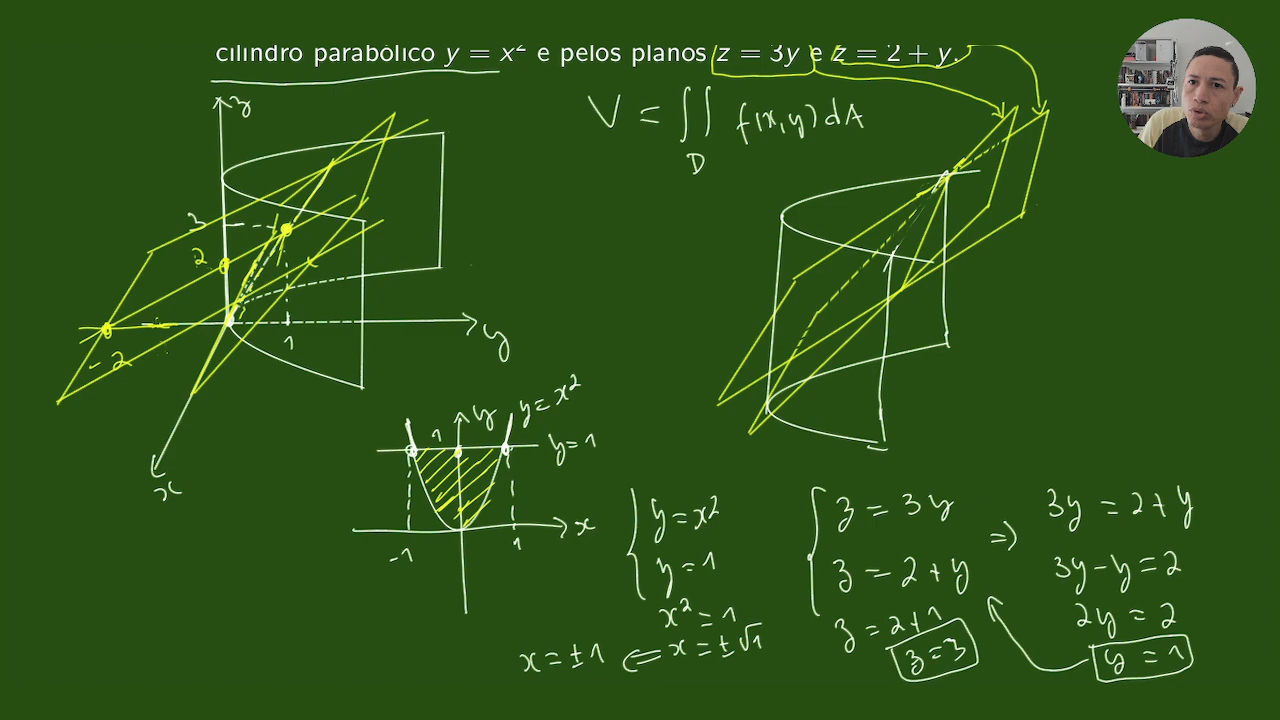 cilindro parabólico y = x² e pelos planos z = 3y e z = 2 + y.
V = ∬ f(x,y) dA
D
z
3
2
1
y
-2
x
y = x²
y
1
y = 1
x
-1
1
y = x²
y = 1
x² = 1
x = ±1 ⇐ x = ±√1
z = 3y
z = 2 + y
z = 2 + 1
z = 3
⇒
3y = 2 + y
3y - y = 2
2y = 2
y = 1